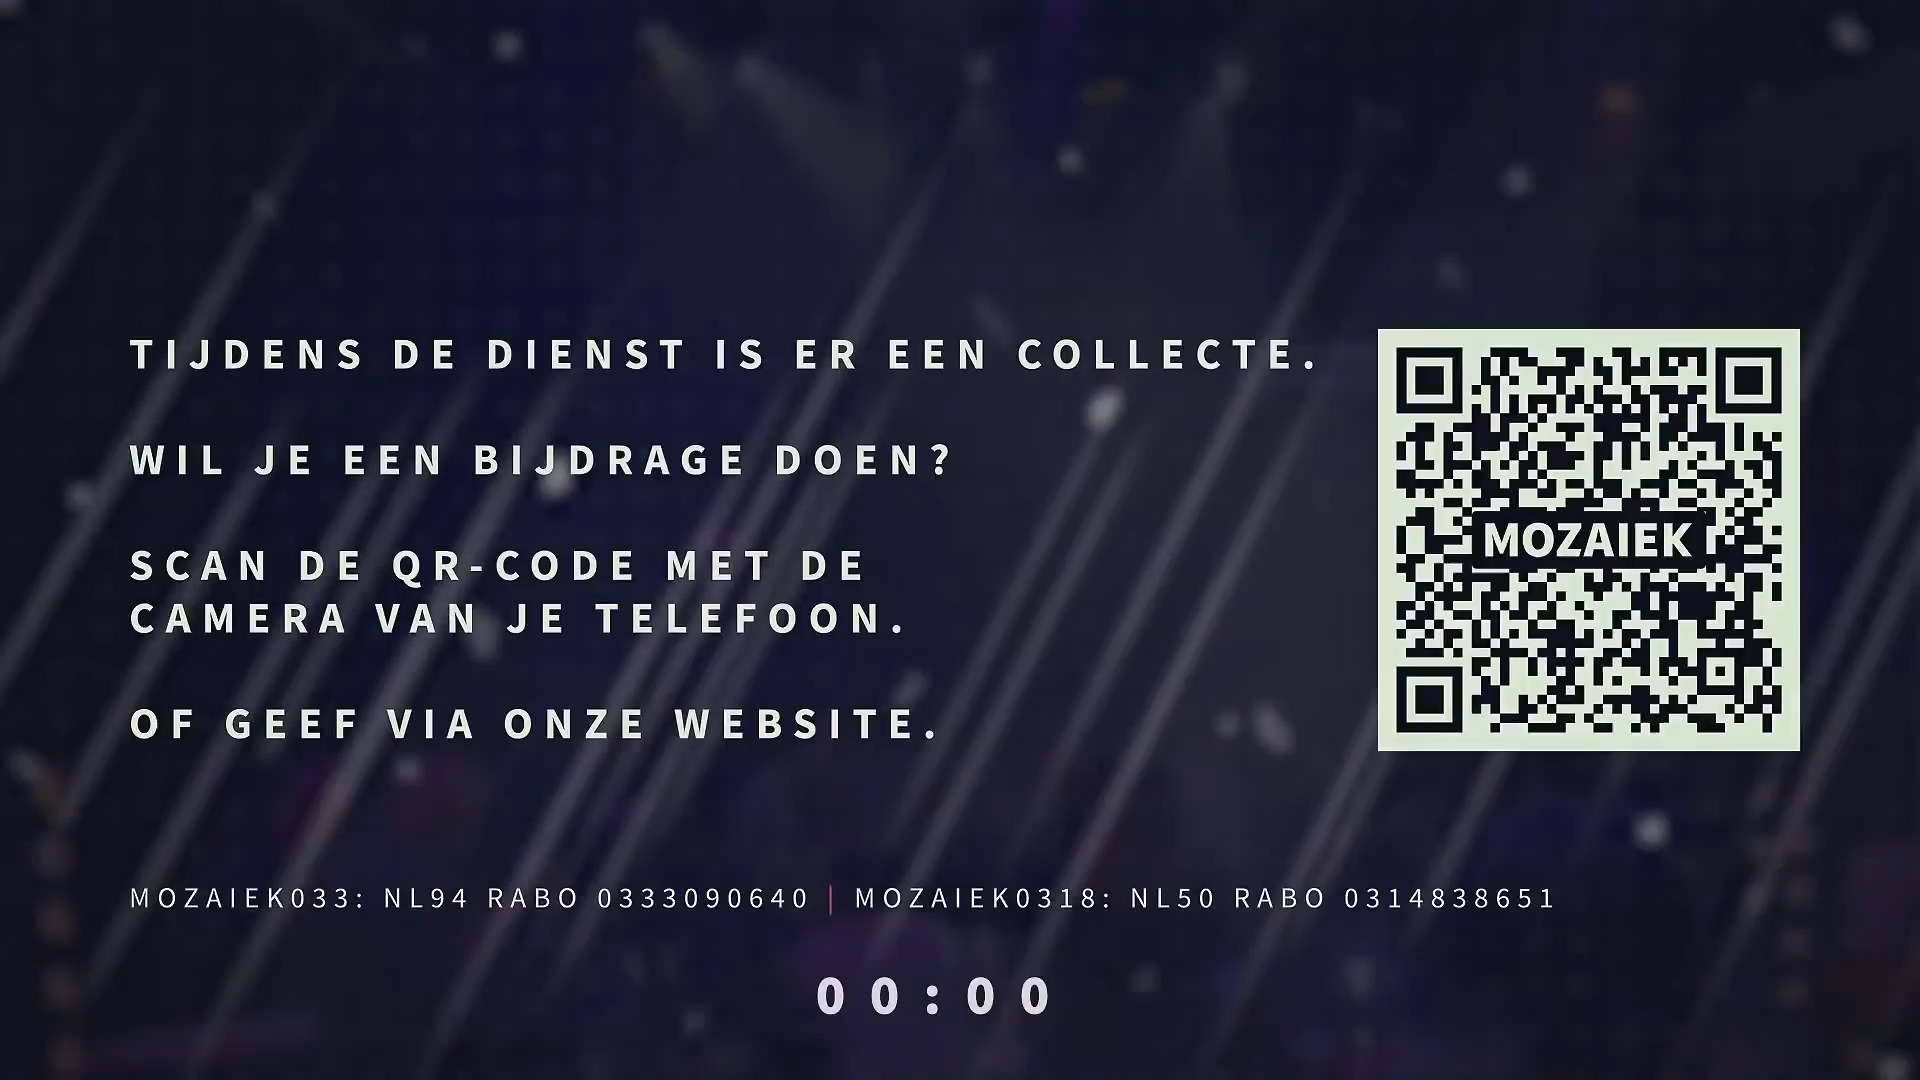 TIJDENS DE DIENST IS ER EEN COLLECTE.
WIL JE EEN BIJDRAGE DOEN?
SCAN DE QR-CODE MET DE
CAMERA VAN JE TELEFOON.
OF GEEF VIA ONZE WEBSITE.
MOZAIEK
MOZAIEK033: NL94 RABO 0333090640 | MOZAIEK0318: NL50 RABO 0314838651
00:00